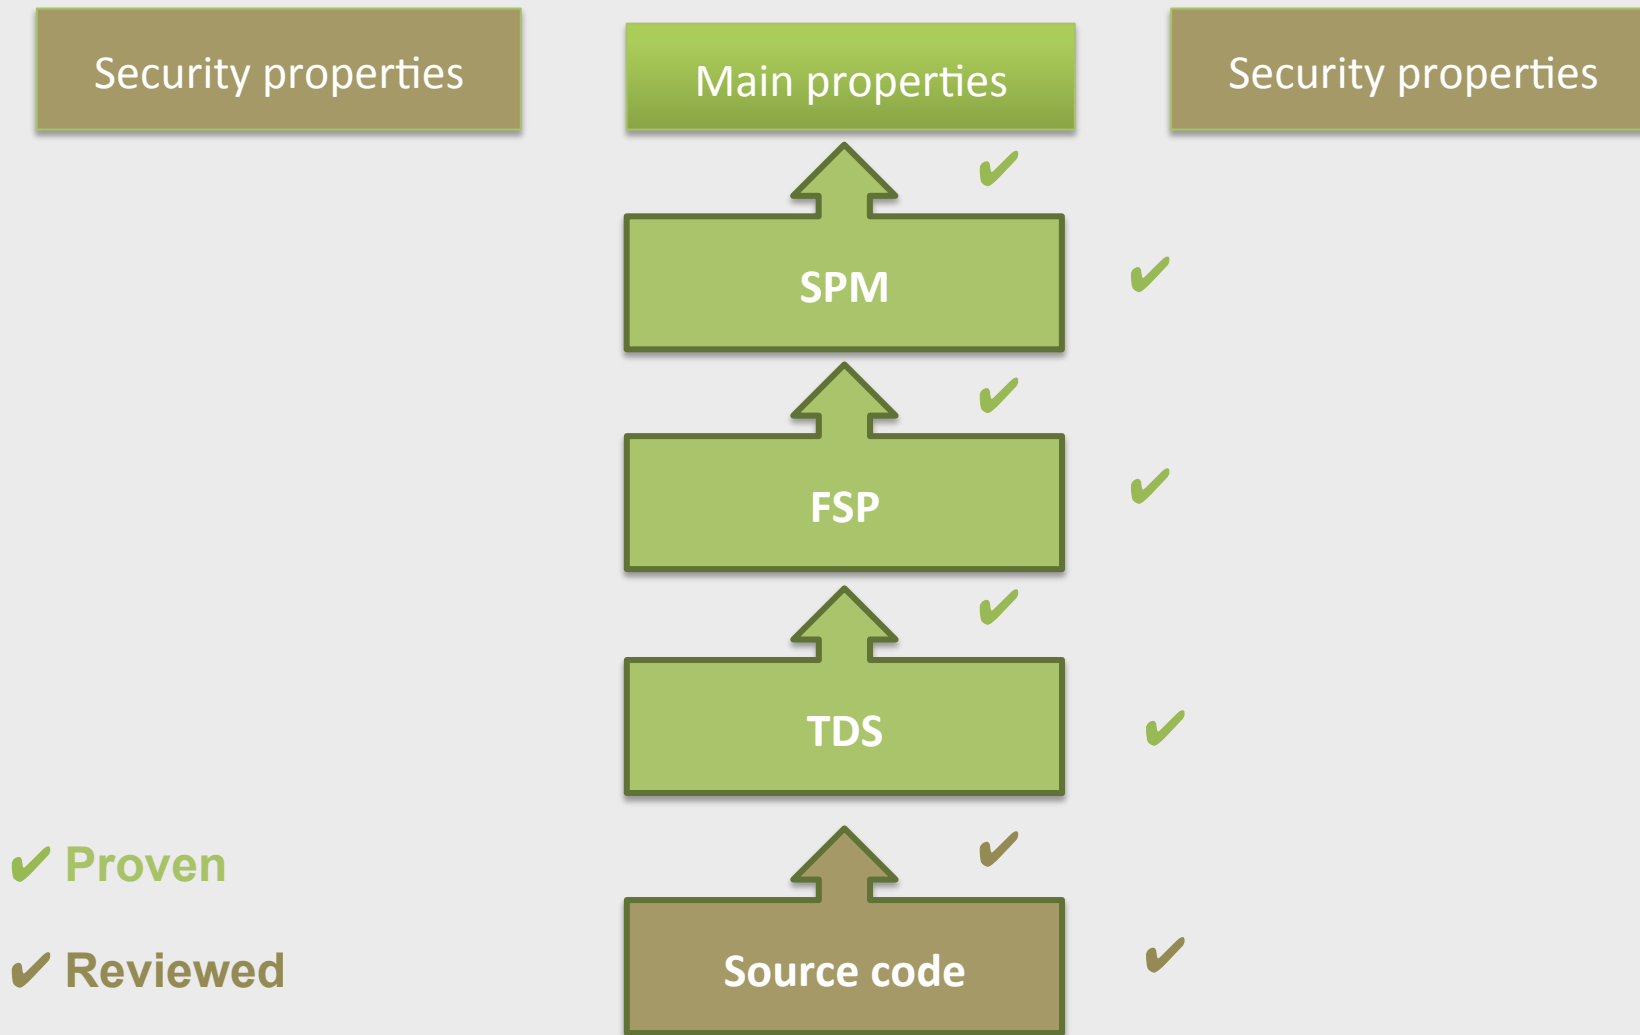 Security properties
Main properties
Security properties
✔
SPM
✔
✔
FSP
✔
✔
TDS
✔
✔ Proven
✔
✔ Reviewed
Source code
✔